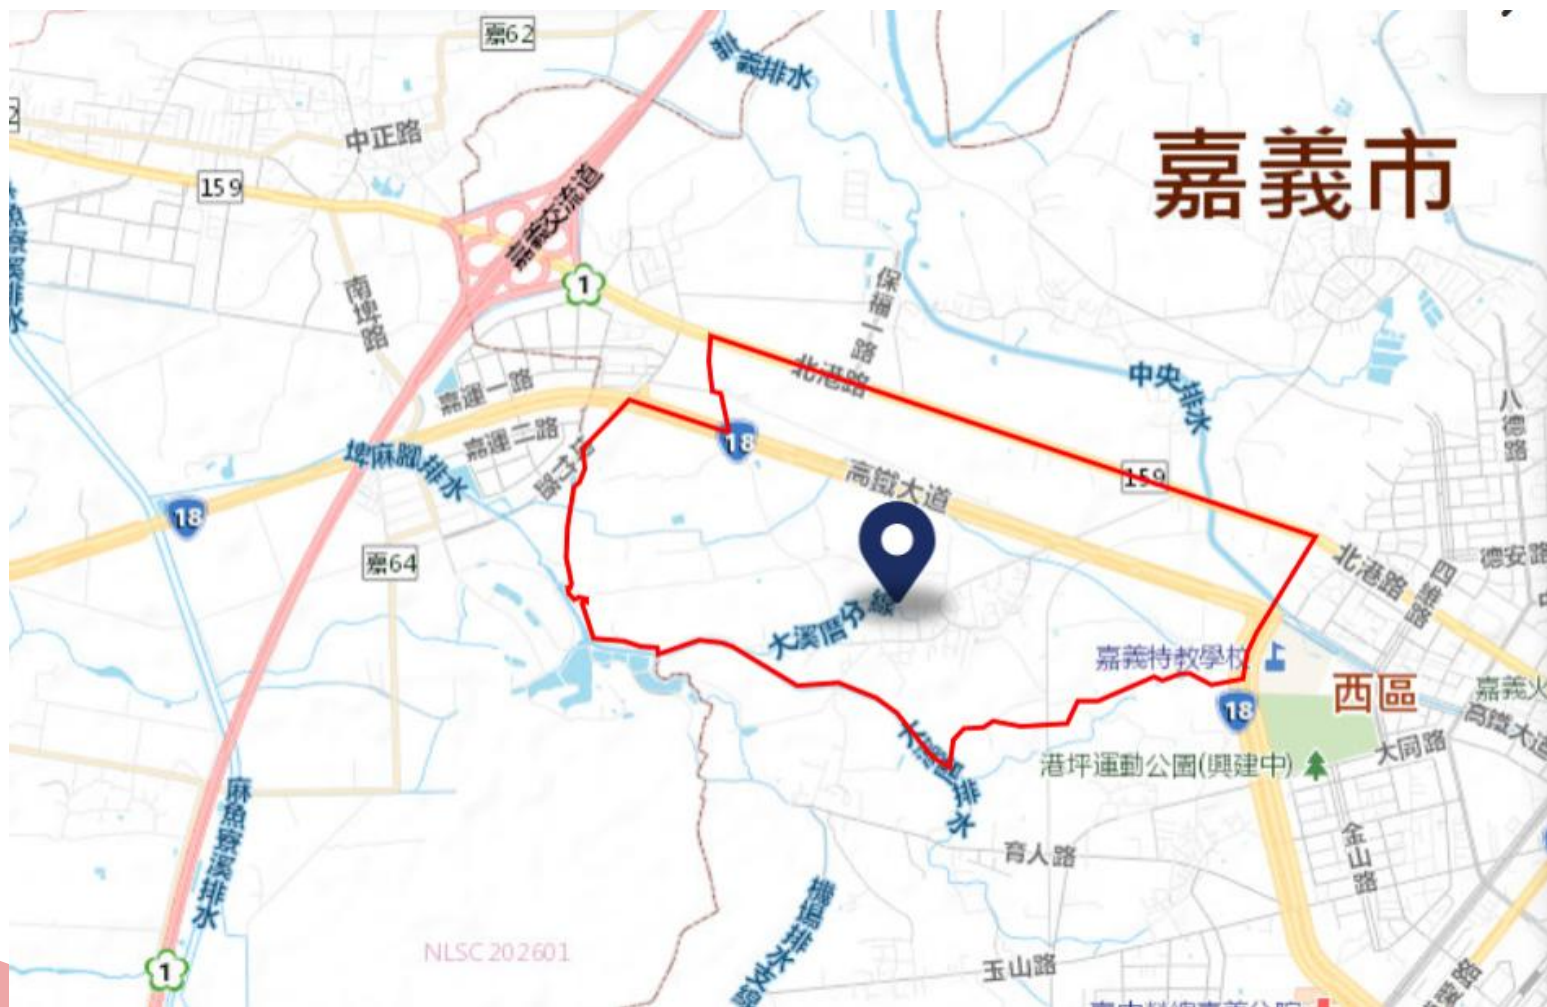 嘉62
嘉義排水
中正路
嘉義市
159
嘉義交流道
1
保福一路
南埤路
中央排水
北港路
嘉運一路
八德路
嘉運二路
18
埤麻腳排水
高鐵大道
159
18
北港路
四維路
德安路
嘉64
大溪厝分線
嘉義特教學校
西區
18
高鐵大道
大同路
港坪運動公園(興建中)
麻魚寮溪排水
育人路
金山路
機場排水支線
NLSC 202601
1
玉山路